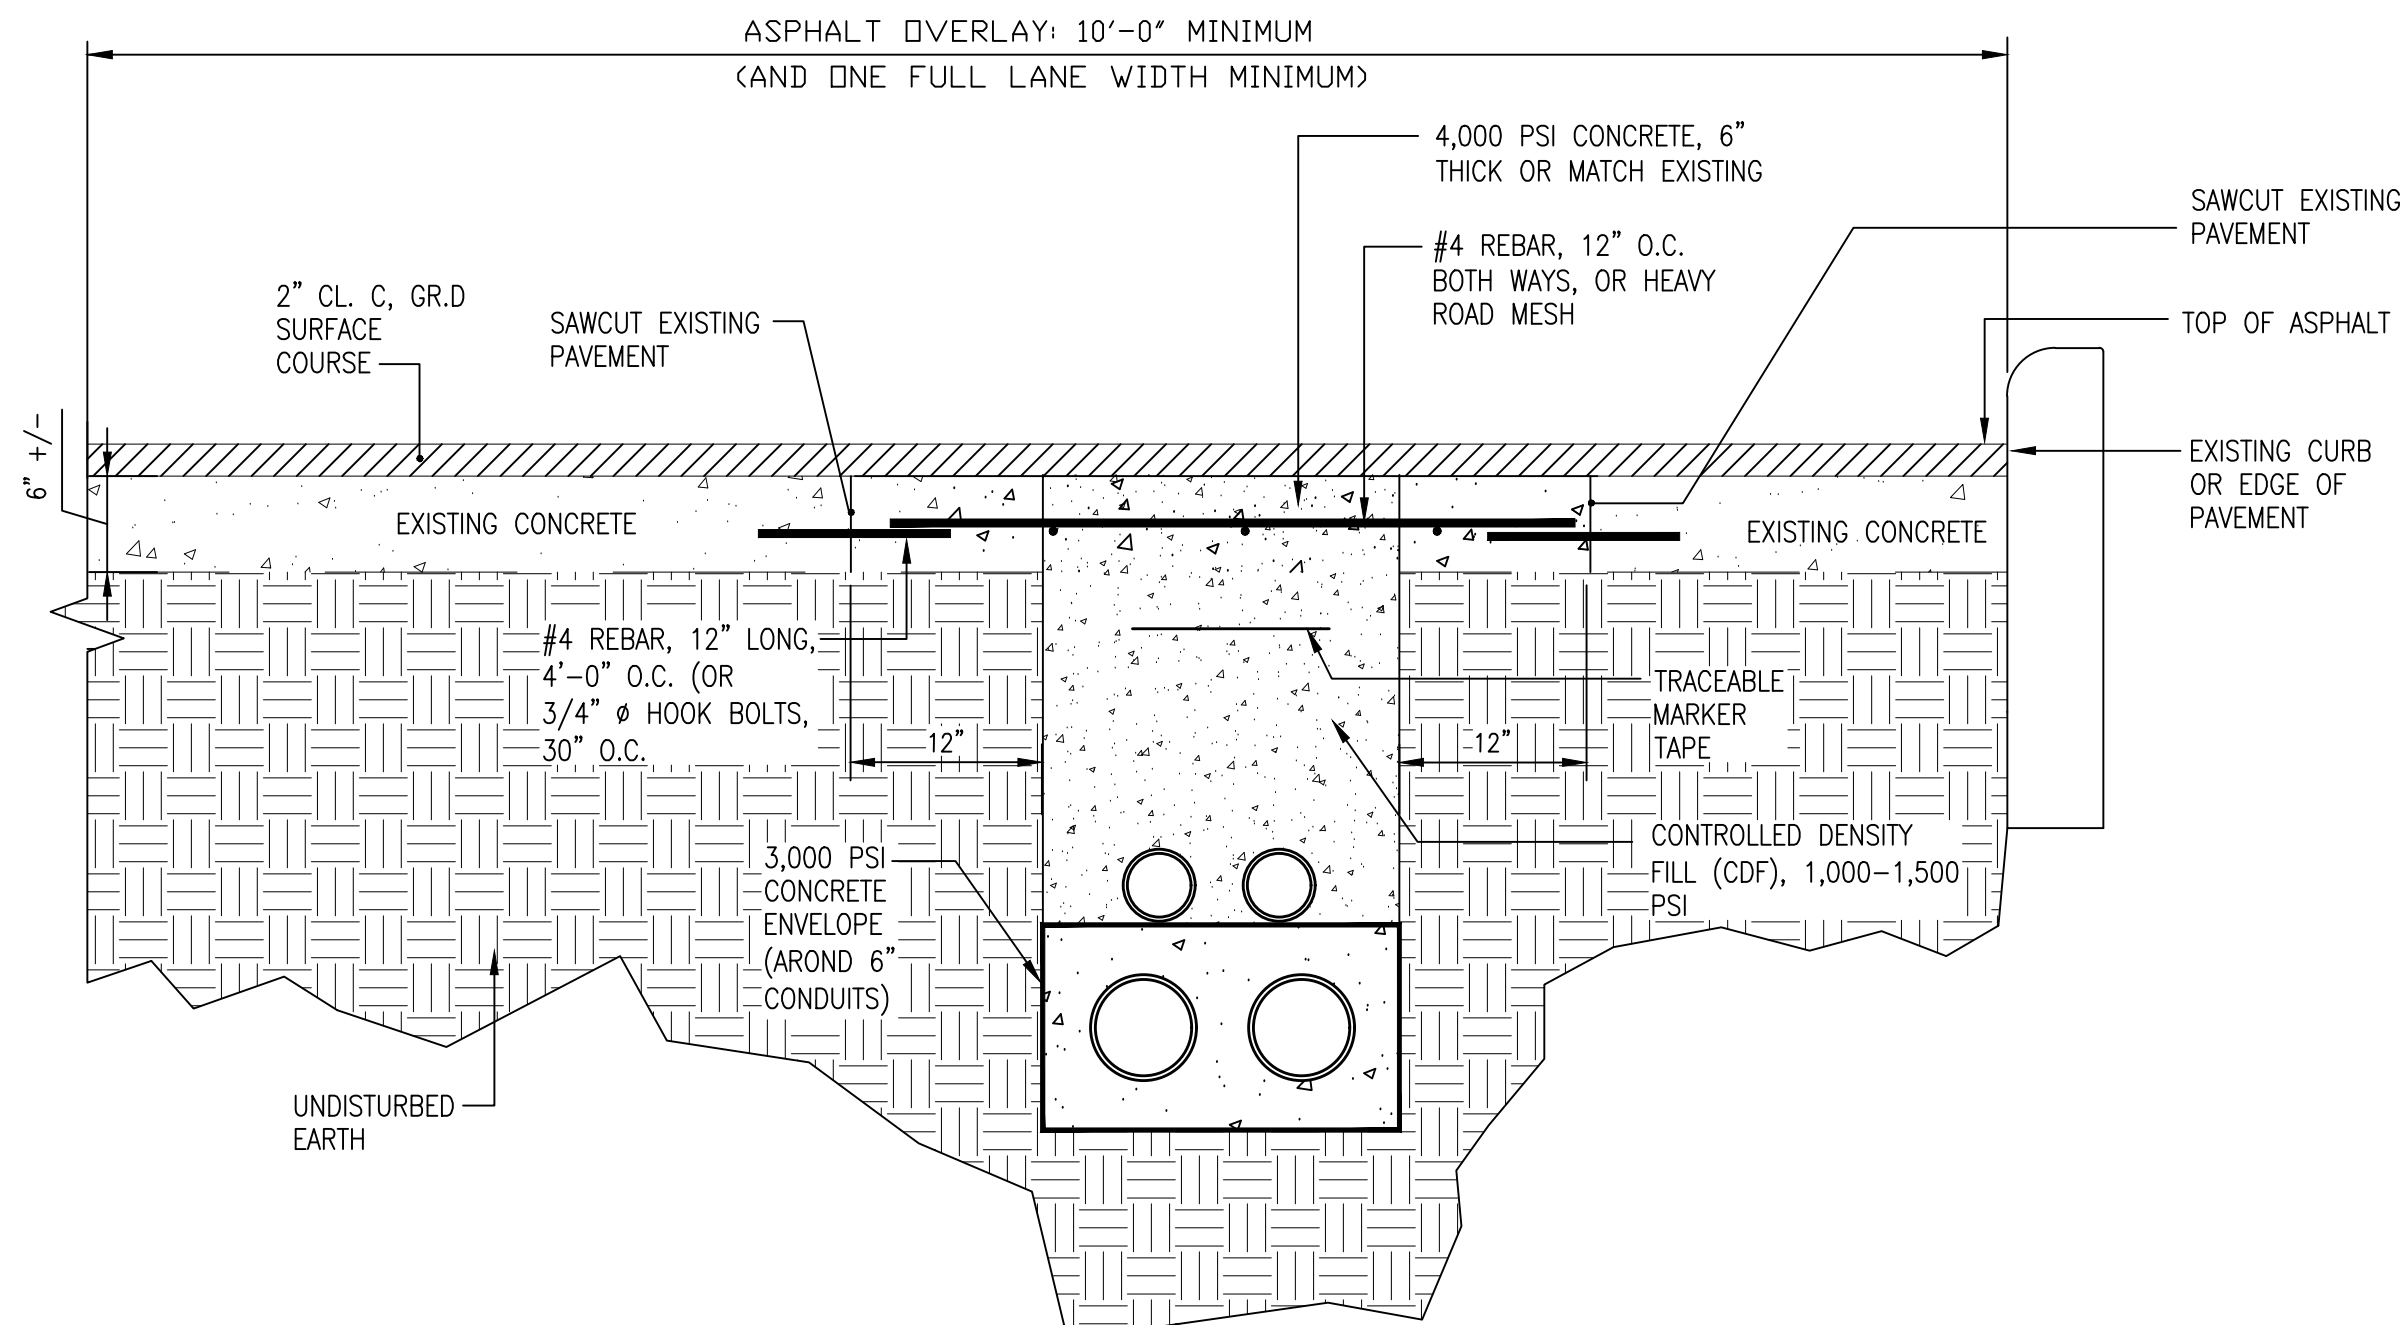 ASPHALT OVERLAY: 10'-0" MINIMUM
(AND ONE FULL LANE WIDTH MINIMUM)
4,000 PSI CONCRETE, 6"
THICK OR MATCH EXISTING
SAWCUT EXISTING
PAVEMENT
#4 REBAR, 12" O.C.
BOTH WAYS, OR HEAVY
ROAD MESH
2" CL. C, GR.D
SURFACE
COURSE
SAWCUT EXISTING
PAVEMENT
TOP OF ASPHALT
6" +/-
EXISTING CURB
OR EDGE OF
PAVEMENT
EXISTING CONCRETE
EXISTING CONCRETE
#4 REBAR, 12" LONG,
4'-0" O.C. (OR
3/4" ø HOOK BOLTS,
30" O.C.
12"
12"
TRACEABLE
MARKER
TAPE
CONTROLLED DENSITY
FILL (CDF), 1,000-1,500
PSI
3,000 PSI
CONCRETE
ENVELOPE
(AROND 6"
CONDUITS)
UNDISTURBED
EARTH